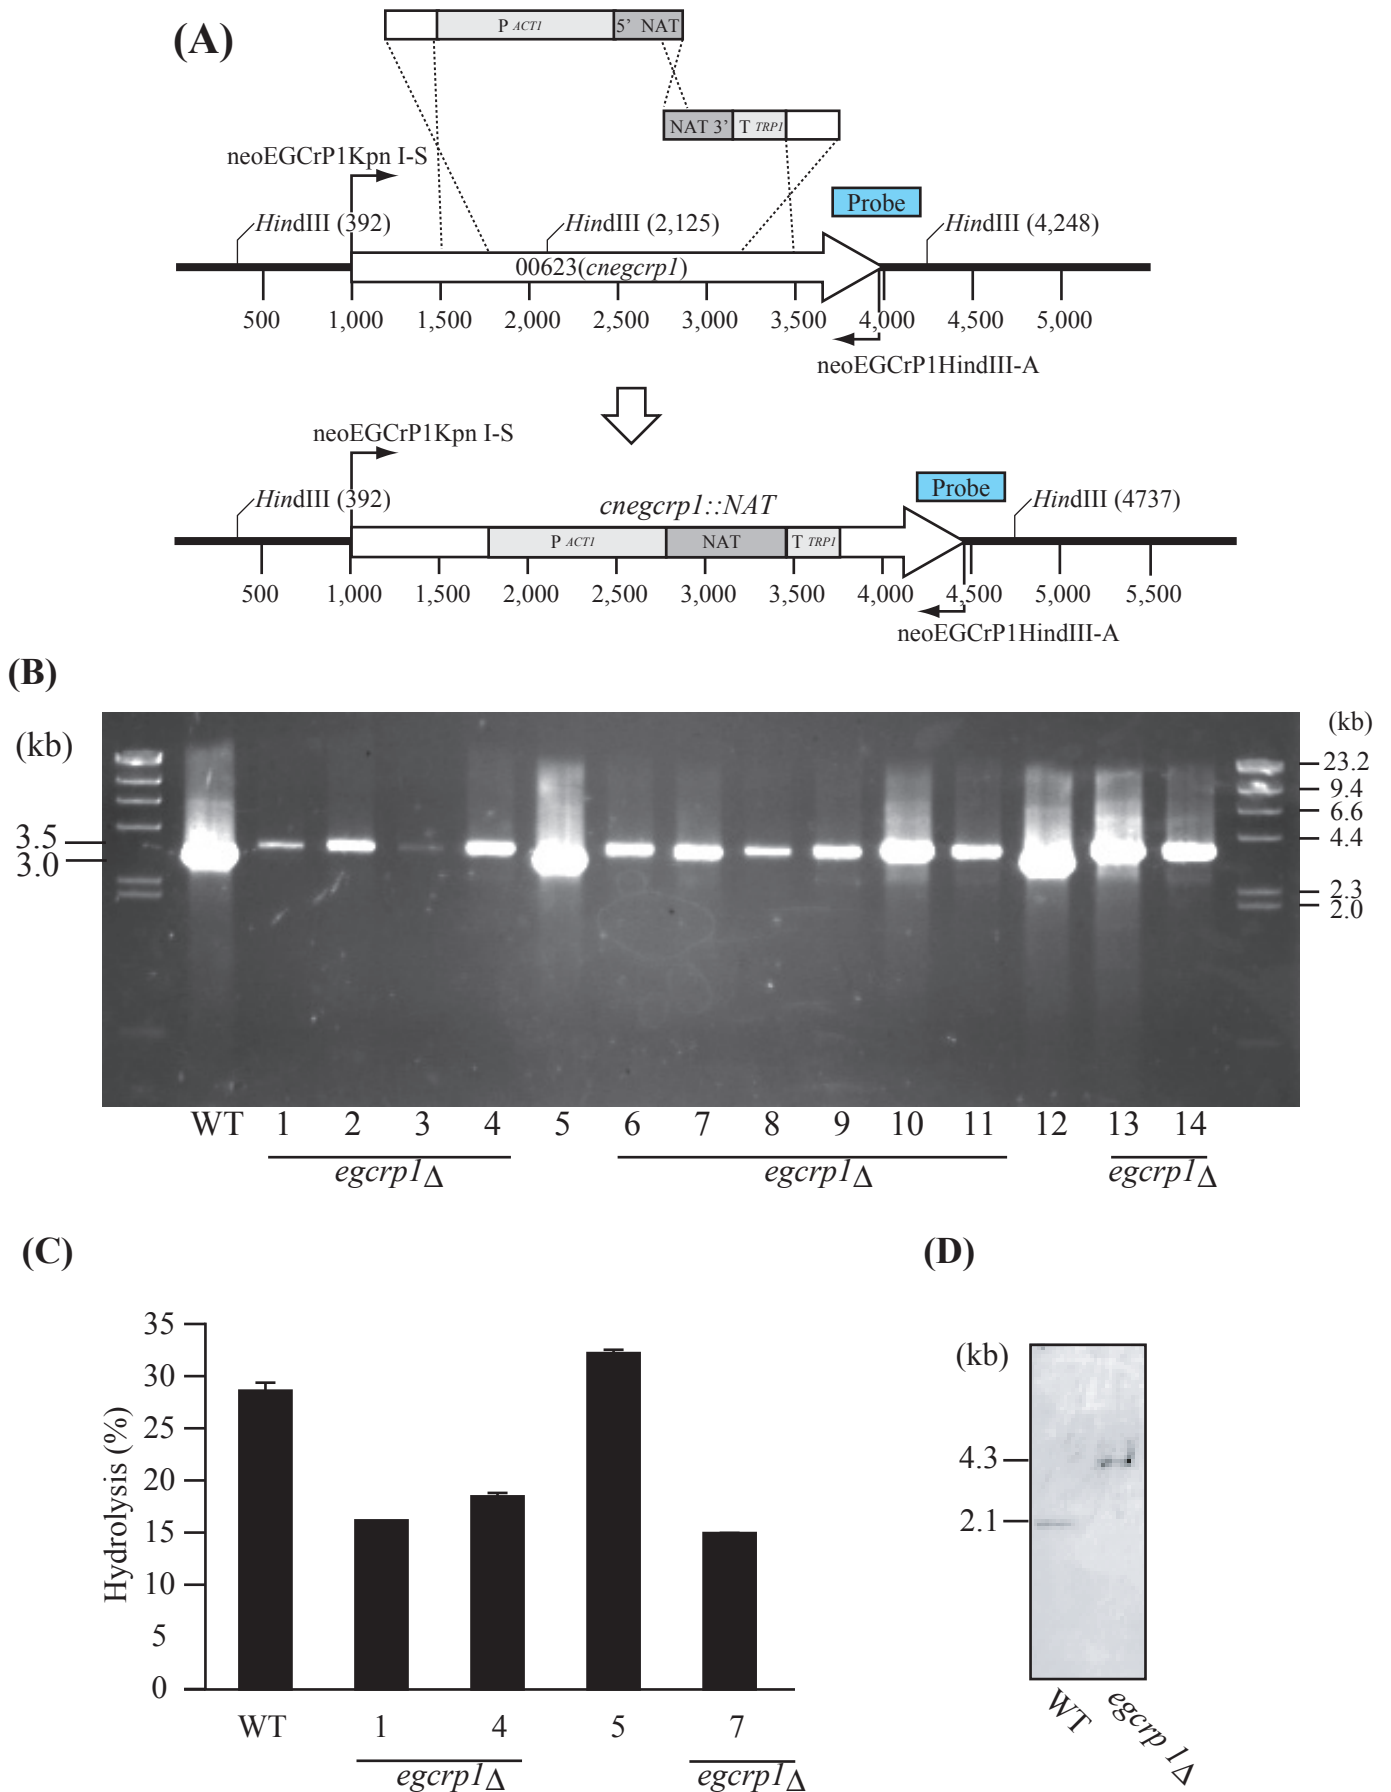 (A)
P ACT1 5’ NAT
NAT 3’ T TRP1
neoEGCrP1Kpn I-S
Probe
HindIII (392) HindIII (2,125) HindIII (4,248)
00623(cnegcrp1)
500 1,000 1,500 2,000 2,500 3,000 3,500 4,000 4,500 5,000
neoEGCrP1HindIII-A
neoEGCrP1Kpn I-S
Probe
HindIII (392) cnegcrp1::NAT HindIII (4737)
P ACT1 NAT T TRP1
500 1,000 1,500 2,000 2,500 3,000 3,500 4,000 4,500 5,000 5,500
neoEGCrP1HindIII-A
(B)
(kb) (kb)
23.2
9.4
6.6
3.5 4.4
3.0
2.3
2.0
WT 1 2 3 4 5 6 7 8 9 10 11 12 13 14
egcrp1Δ egcrp1Δ egcrp1Δ
(C)
Hydrolysis (%)
35
30
25
20
15
10
5
0
WT 1 4 5 7
egcrp1Δ egcrp1Δ
(D)
(kb)
4.3
2.1
WT egcrp 1Δ